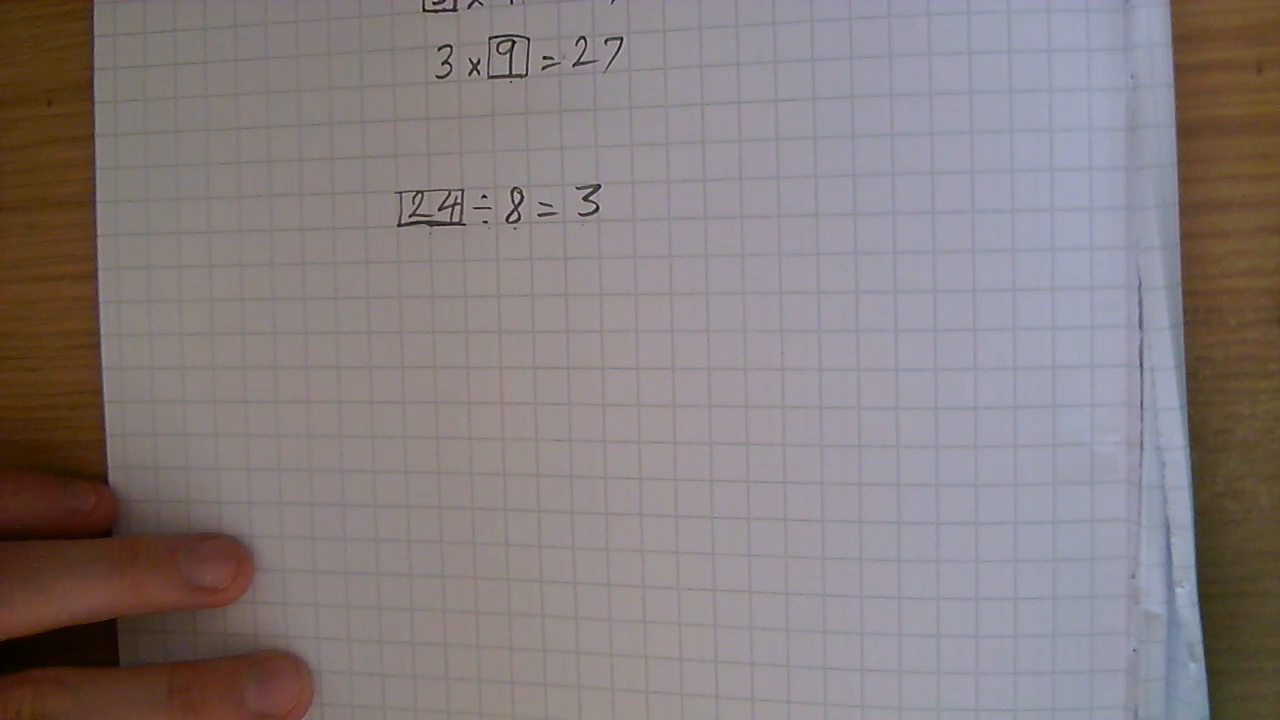 3 × 9 = 27
24 ÷ 8 = 3